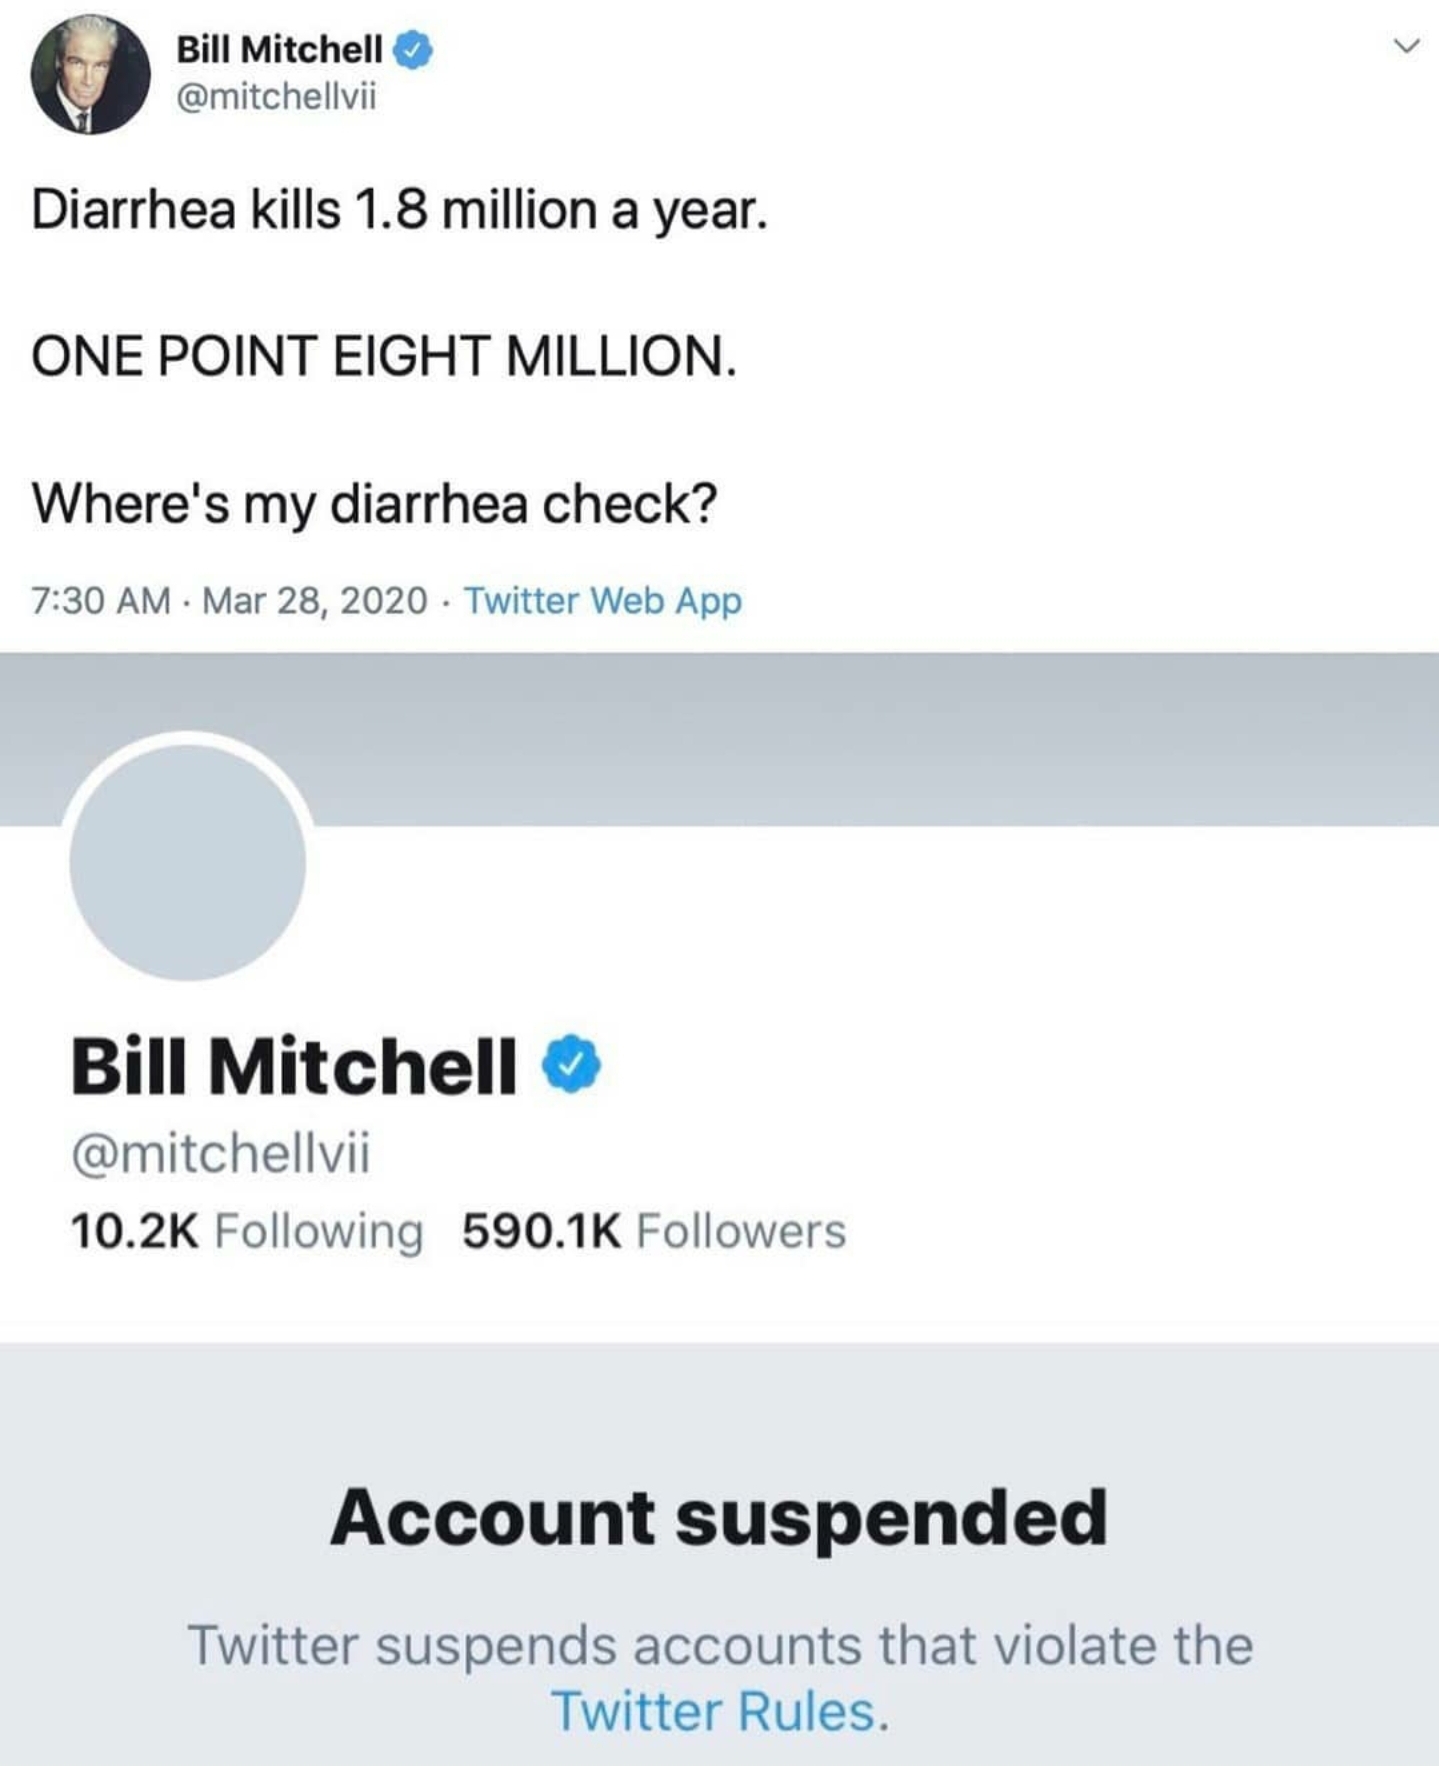 Bill Mitchell
@mitchellvii
Diarrhea kills 1.8 million a year.
ONE POINT EIGHT MILLION.
Where's my diarrhea check?
7:30 AM · Mar 28, 2020 · Twitter Web App
Bill Mitchell
@mitchellvii
10.2K Following 590.1K Followers
Account suspended
Twitter suspends accounts that violate the
Twitter Rules.